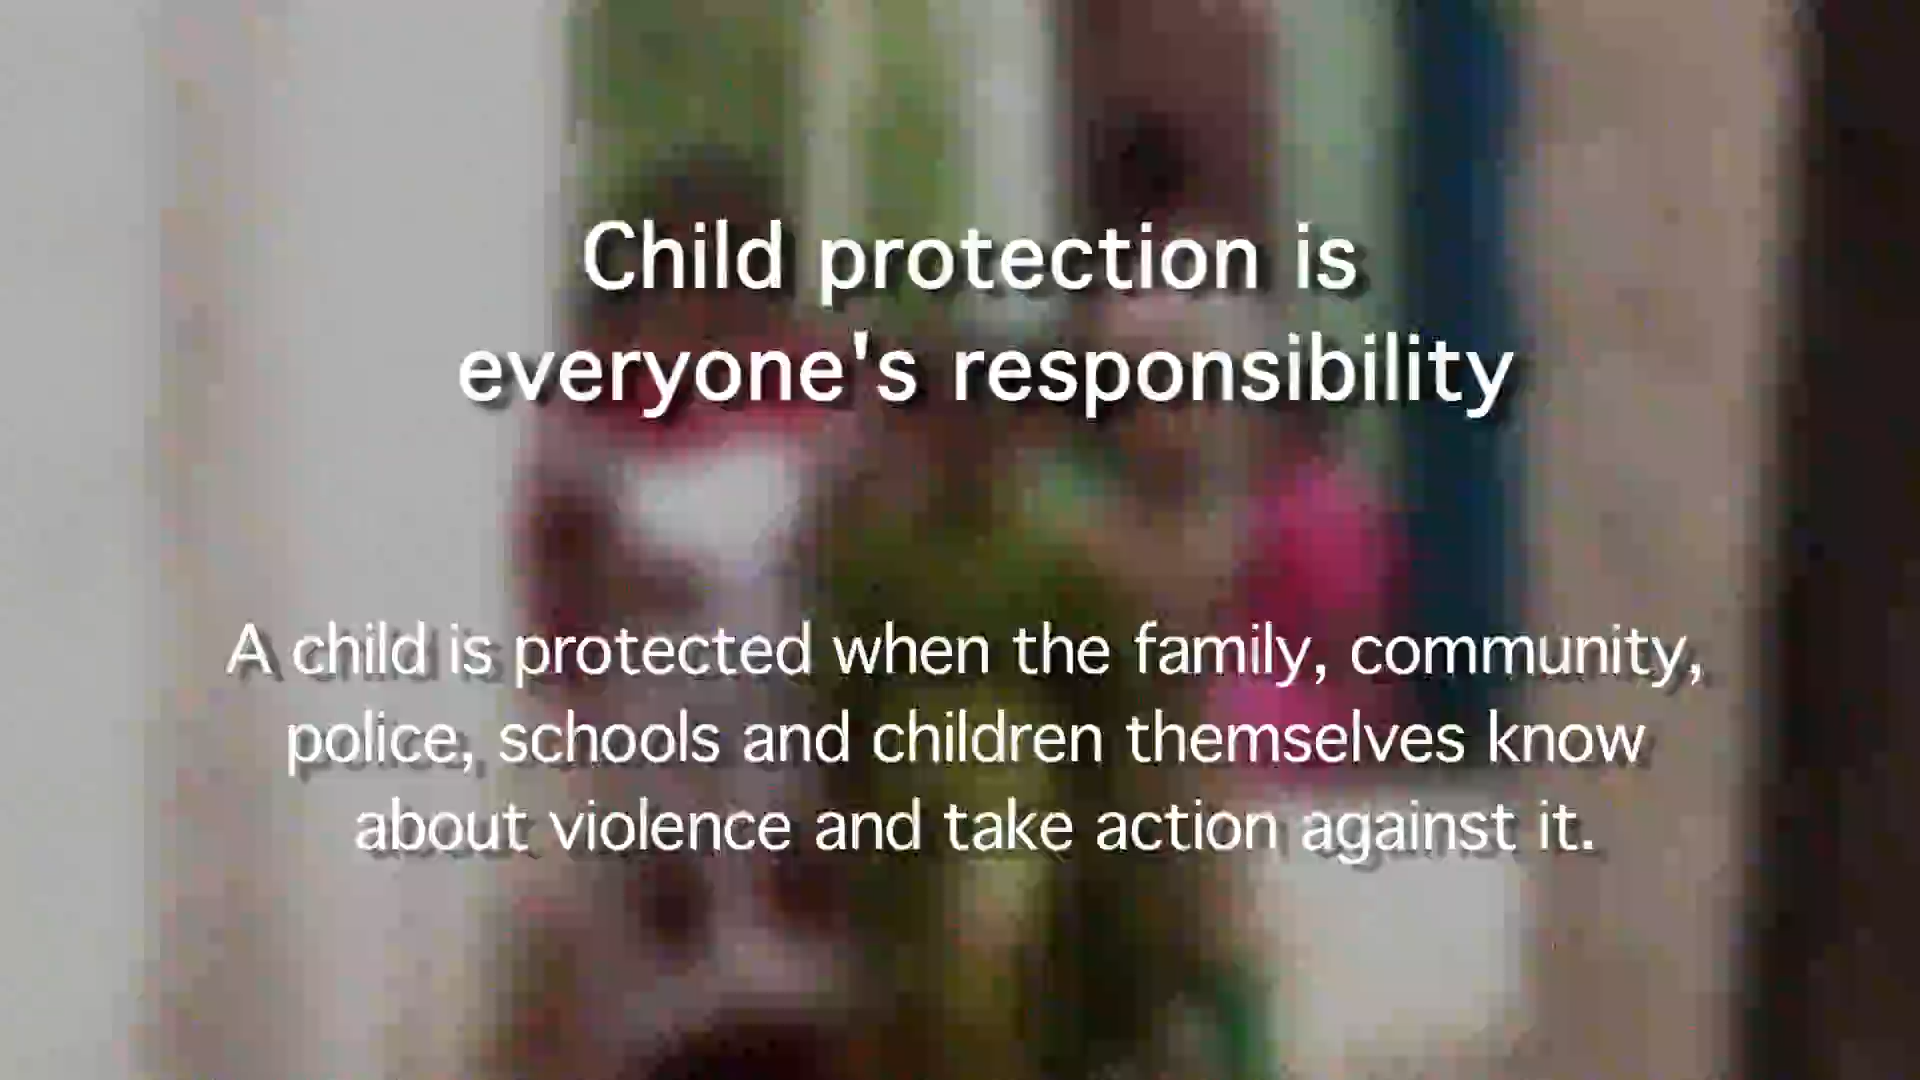 Child protection is
everyone's responsibility
A child is protected when the family, community,
police, schools and children themselves know
about violence and take action against it.